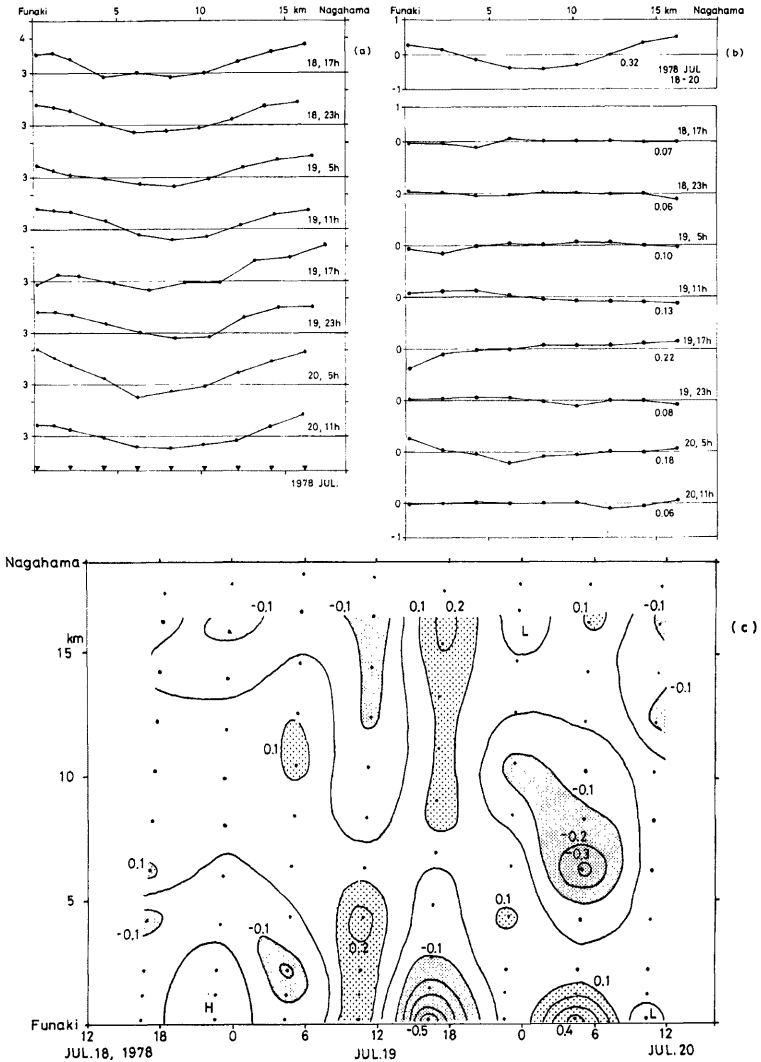 Funaki 5 10 15 km Nagahama
(a)
4
3 18, 17h
3 18, 23h
3 19, 5h
3 19, 11h
3 19, 17h
3 19, 23h
3 20, 5h
3 20, 11h
1978 JUL.
Funaki 5 10 15 km Nagahama
(b)
1
0
-1
0.32
1978 JUL
18-20
1
0 18, 17h
0.07
0 18, 23h
0.06
0 19, 5h
0.10
0 19, 11h
0.13
0 19, 17h
0.22
0 19, 23h
0.08
0 20, 5h
0.18
0 20, 11h
0.06
-1
Nagahama
(c)
-0.1 -0.1 0.1 0.2 0.1 -0.1
L
km
15
-0.1
0.1
10
-0.1
-0.2
-0.3
0.1
5
-0.1 -0.1 0.2 0.1
-0.1
0.1
H
L
Funaki
-0.5 0.4
12 18 0 6 12 18 0 6 12
JUL.18, 1978 JUL.19 JUL.20